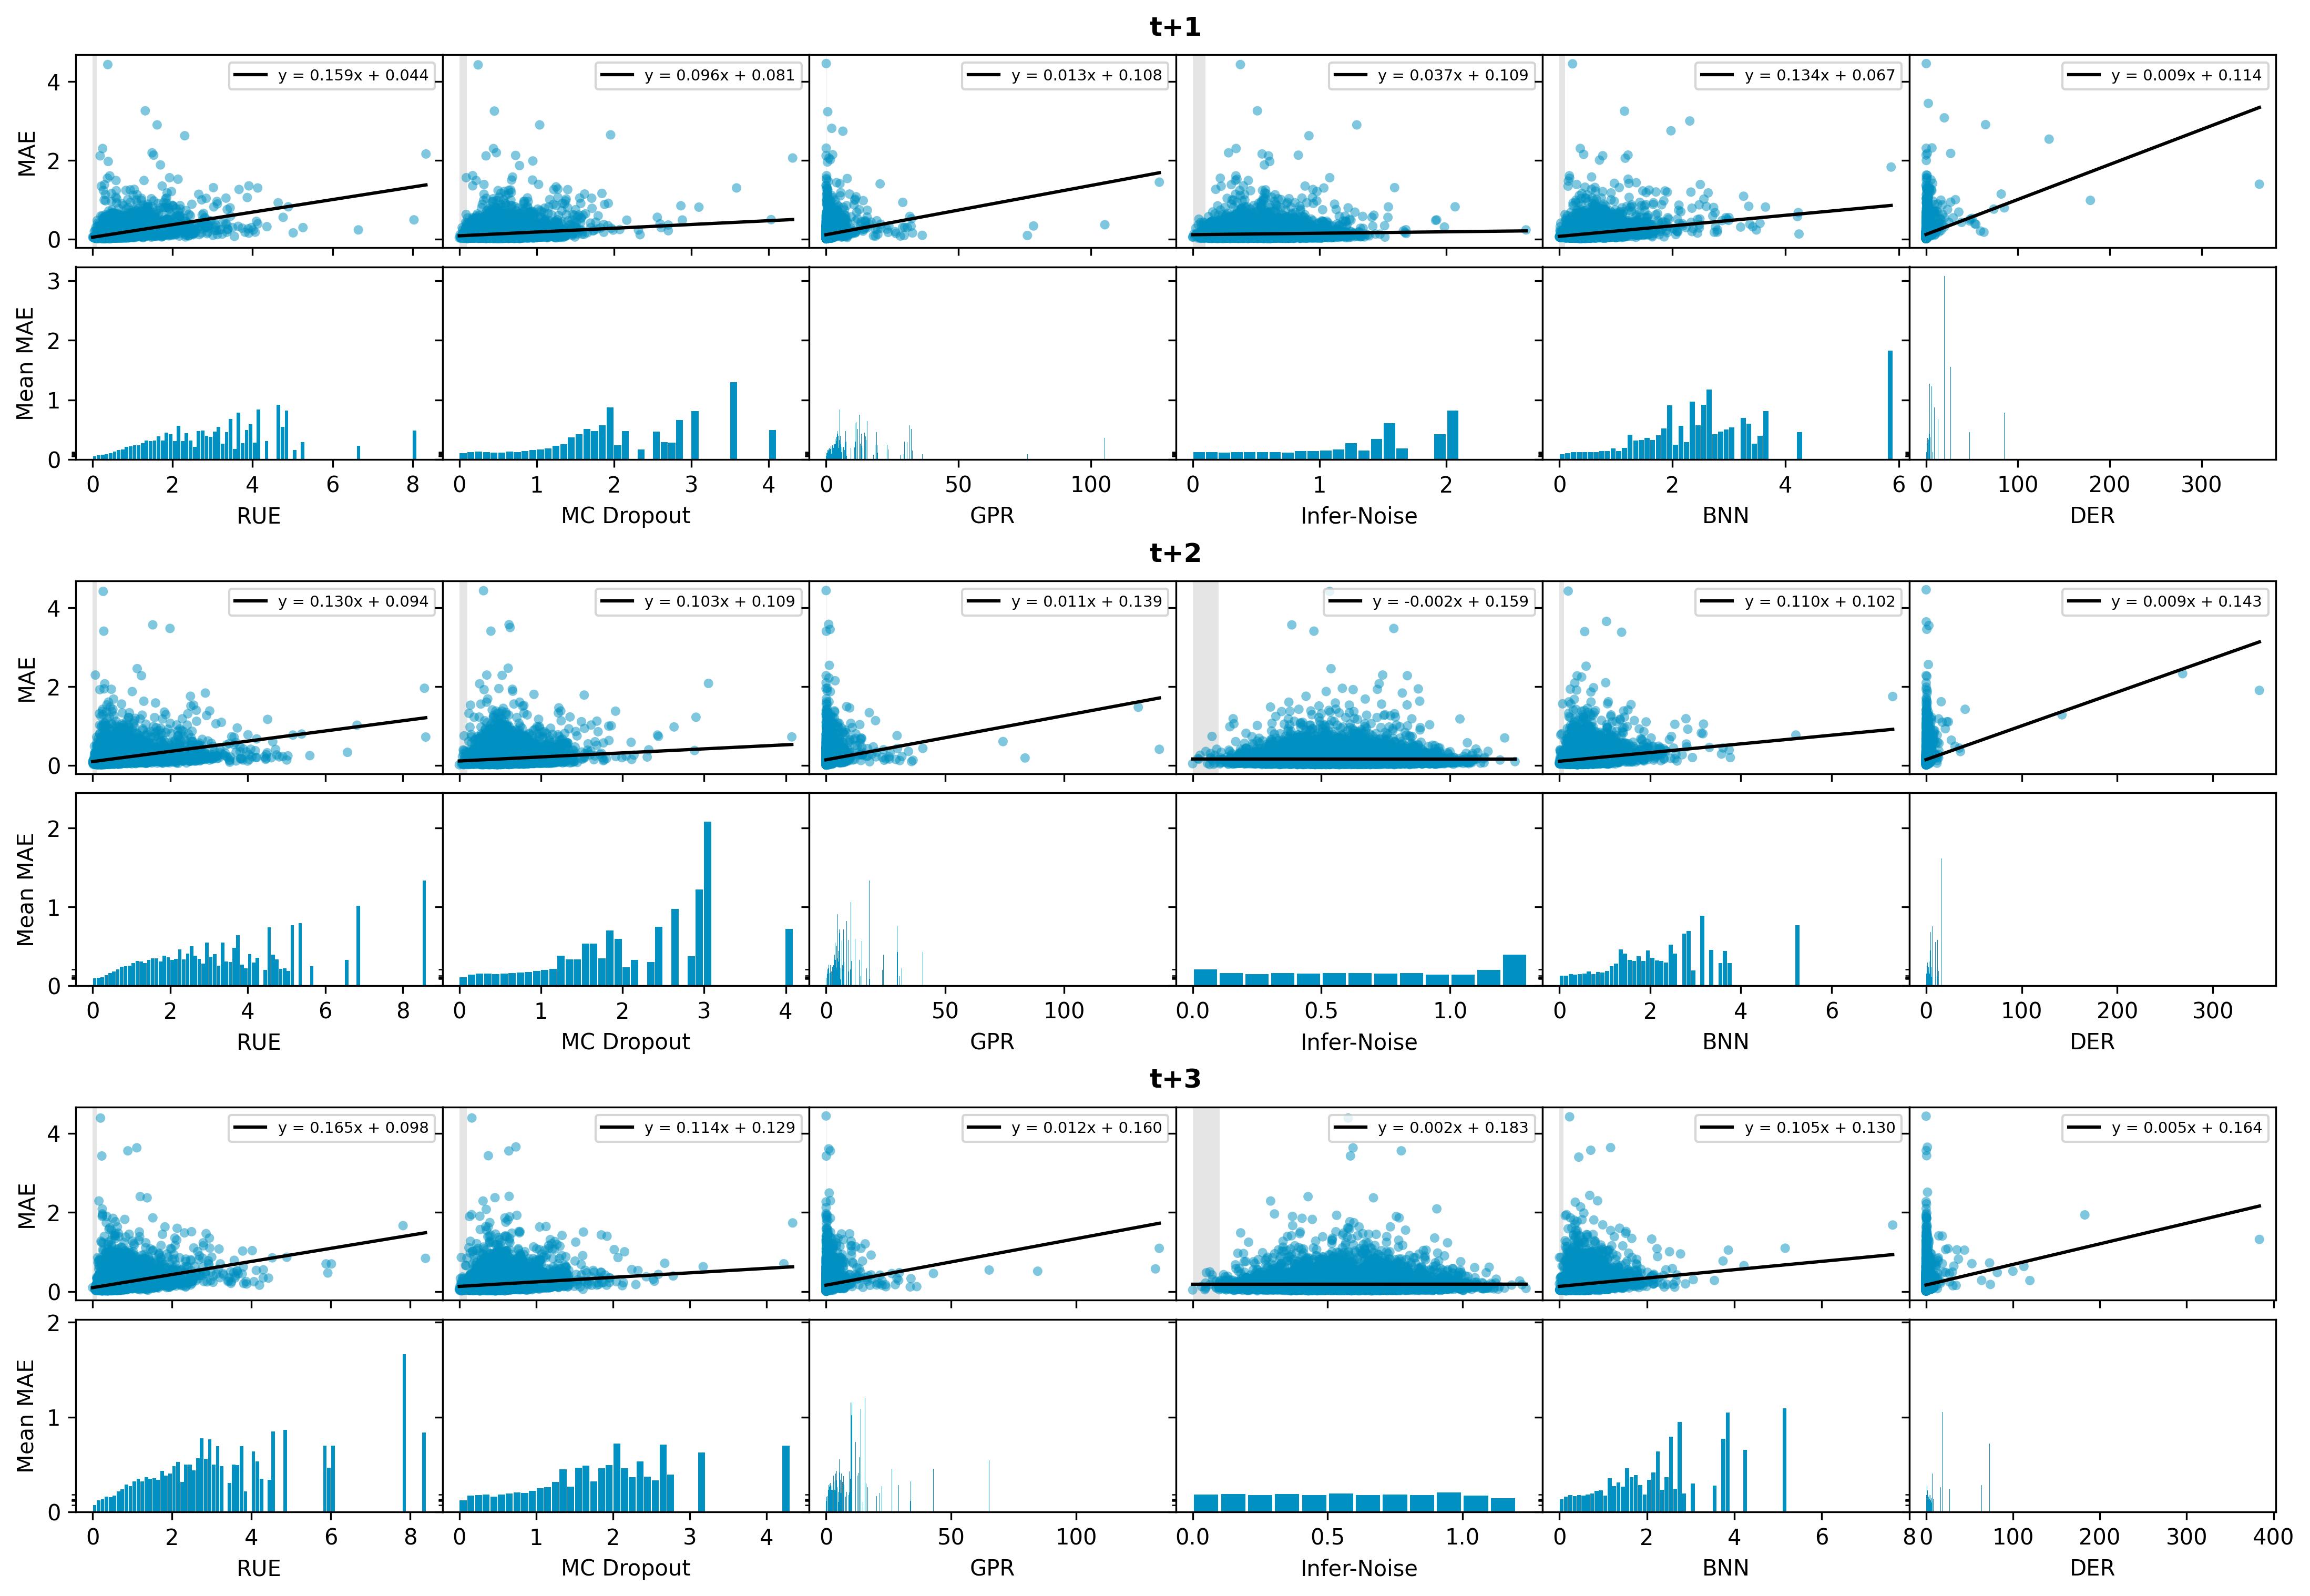 t+1
MAE
4
2
0
y = 0.159x + 0.044
y = 0.096x + 0.081
y = 0.013x + 0.108
y = 0.037x + 0.109
y = 0.134x + 0.067
y = 0.009x + 0.114
Mean MAE
3
2
1
0
0 2 4 6 8
0 1 2 3 4
0 50 100
0 1 2
0 2 4 6
0 100 200 300
RUE
MC Dropout
GPR
Infer-Noise
BNN
DER
t+2
MAE
4
2
0
y = 0.130x + 0.094
y = 0.103x + 0.109
y = 0.011x + 0.139
y = -0.002x + 0.159
y = 0.110x + 0.102
y = 0.009x + 0.143
Mean MAE
2
1
0
0 2 4 6 8
0 1 2 3 4
0 50 100
0.0 0.5 1.0
0 2 4 6
0 100 200 300
RUE
MC Dropout
GPR
Infer-Noise
BNN
DER
t+3
MAE
4
2
0
y = 0.165x + 0.098
y = 0.114x + 0.129
y = 0.012x + 0.160
y = 0.002x + 0.183
y = 0.105x + 0.130
y = 0.005x + 0.164
Mean MAE
2
1
0
0 2 4 6 8
0 1 2 3 4
0 50 100
0.0 0.5 1.0
0 2 4 6 8
0 100 200 300 400
RUE
MC Dropout
GPR
Infer-Noise
BNN
DER